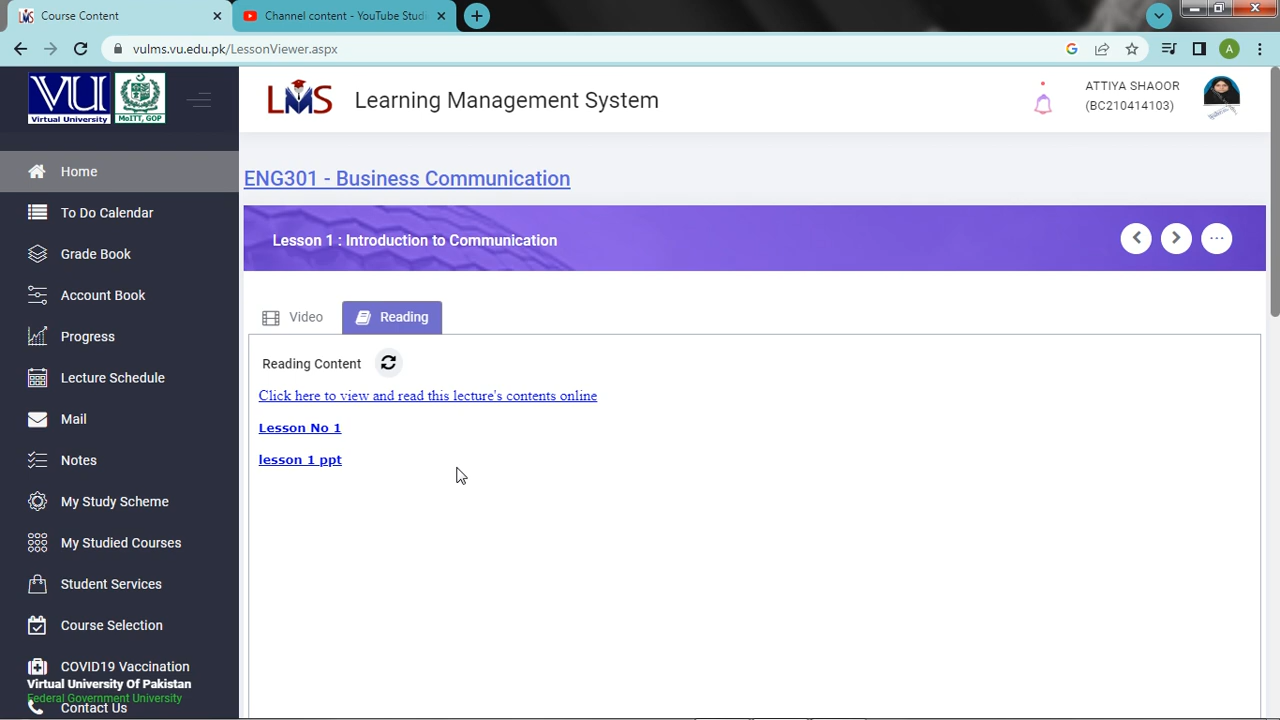 Course Content
Channel content - YouTube Studi
vulms.vu.edu.pk/LessonViewer.aspx
A
VU
Virtual University
MoITT, GOP
LMS
Learning Management System
ATTIYA SHAOOR
(BC210414103)
Home
To Do Calendar
Grade Book
Account Book
Progress
Lecture Schedule
Mail
Notes
My Study Scheme
My Studied Courses
Student Services
Course Selection
COVID19 Vaccination
Virtual University Of Pakistan
Federal Government University
Contact Us
ENG301 - Business Communication
Lesson 1 : Introduction to Communication
Video
Reading
Reading Content
Click here to view and read this lecture's contents online
Lesson No 1
lesson 1 ppt